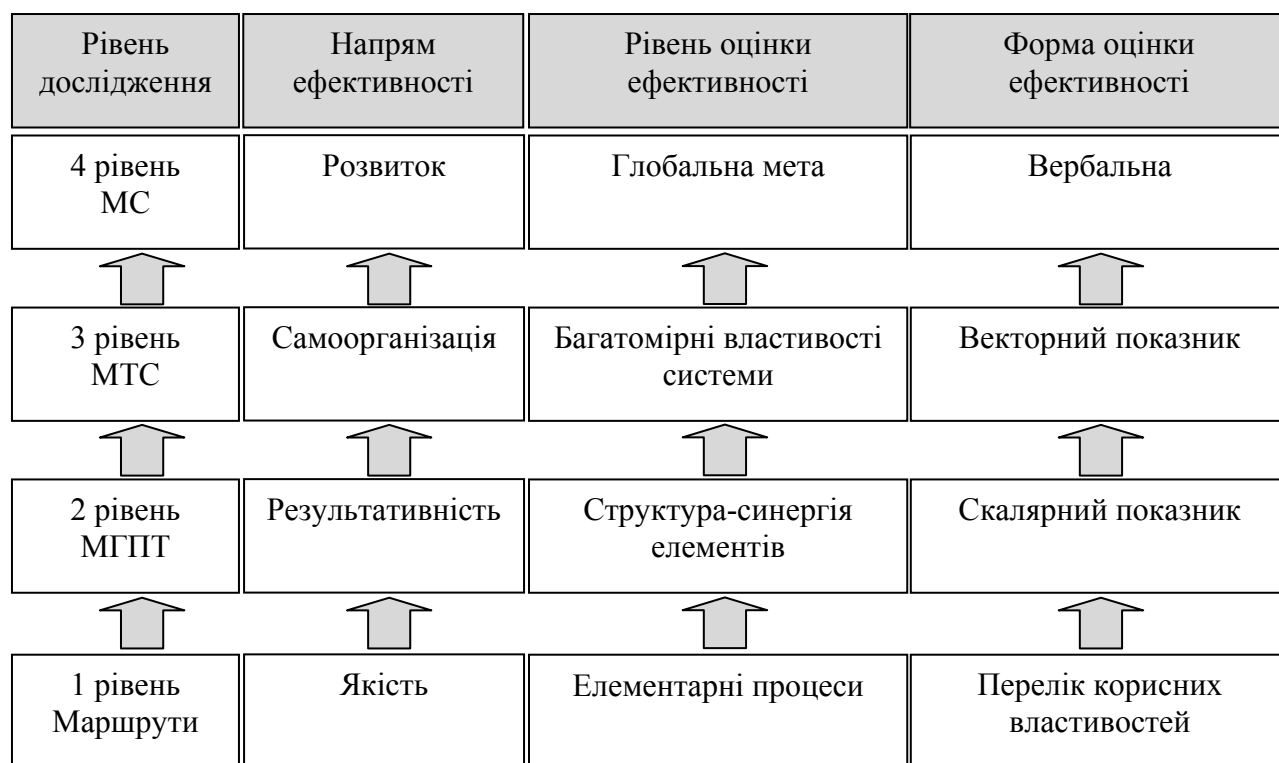 Рівень
дослідження
Напрям
ефективності
Рівень оцінки
ефективності
Форма оцінки
ефективності
4 рівень
МС
Розвиток
Глобальна мета
Вербальна
3 рівень
МТС
Самоорганізація
Багатомірні властивості
системи
Векторний показник
2 рівень
МГПТ
Результативність
Структура-синергія
елементів
Скалярний показник
1 рівень
Маршрути
Якість
Елементарні процеси
Перелік корисних
властивостей